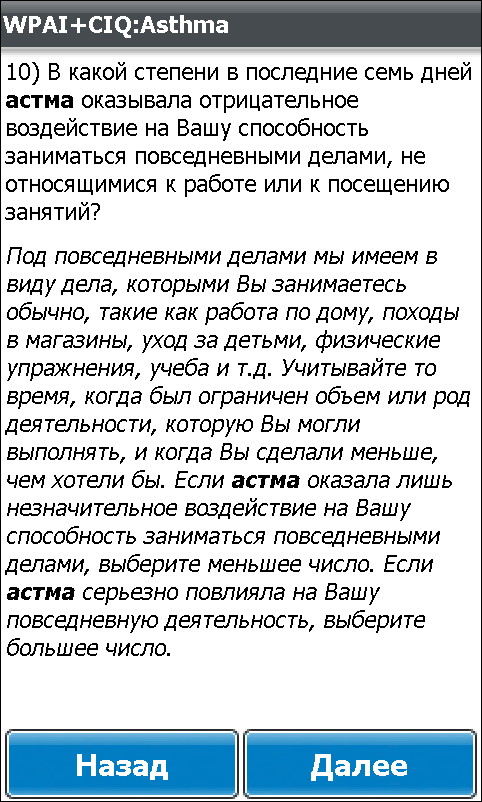 WPAI+CIQ:Asthma
10) В какой степени в последние семь дней
астма оказывала отрицательное
воздействие на Вашу способность
заниматься повседневными делами, не
относящимися к работе или к посещению
занятий?
Под повседневными делами мы имеем в
виду дела, которыми Вы занимаетесь
обычно, такие как работа по дому, походы
в магазины, уход за детьми, физические
упражнения, учеба и т.д. Учитывайте то
время, когда был ограничен объем или род
деятельности, которую Вы могли
выполнять, и когда Вы сделали меньше,
чем хотели бы. Если астма оказала лишь
незначительное воздействие на Вашу
способность заниматься повседневными
делами, выберите меньшее число. Если
астма серьезно повлияла на Вашу
повседневную деятельность, выберите
большее число.
Назад Далее